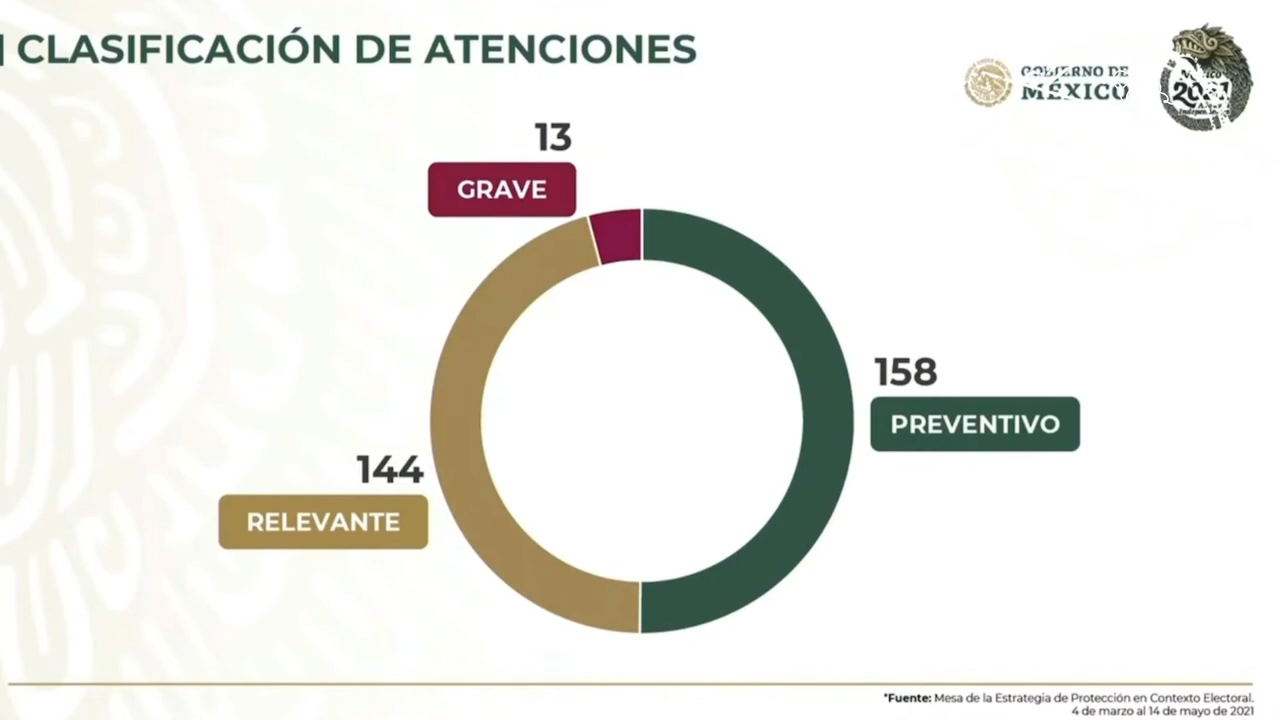 CLASIFICACIÓN DE ATENCIONES
GOBIERNO DE
MÉXICO
2021
13
GRAVE
158
PREVENTIVO
144
RELEVANTE
*Fuente: Mesa de la Estrategia de Protección en Contexto Electoral.
4 de marzo al 14 de mayo de 2021